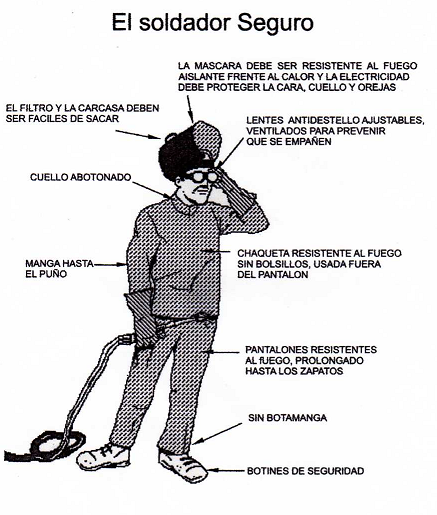 El soldador Seguro
LA MASCARA DEBE SER RESISTENTE AL FUEGO
AISLANTE FRENTE AL CALOR Y LA ELECTRICIDAD
DEBE PROTEGER LA CARA, CUELLO Y OREJAS
EL FILTRO Y LA CARCASA DEBEN
SER FACILES DE SACAR
LENTES ANTIDESTELLO AJUSTABLES,
VENTILADOS PARA PREVENIR
QUE SE EMPAÑEN
CUELLO ABOTONADO
CHAQUETA RESISTENTE AL FUEGO
SIN BOLSILLOS, USADA FUERA
DEL PANTALON
MANGA HASTA
EL PUÑO
PANTALONES RESISTENTES
AL fUEGO, PROLONGADO
HASTA LOS ZAPATOS
SIN BOTAMANGA
BOTINES DE SEGURIDAD